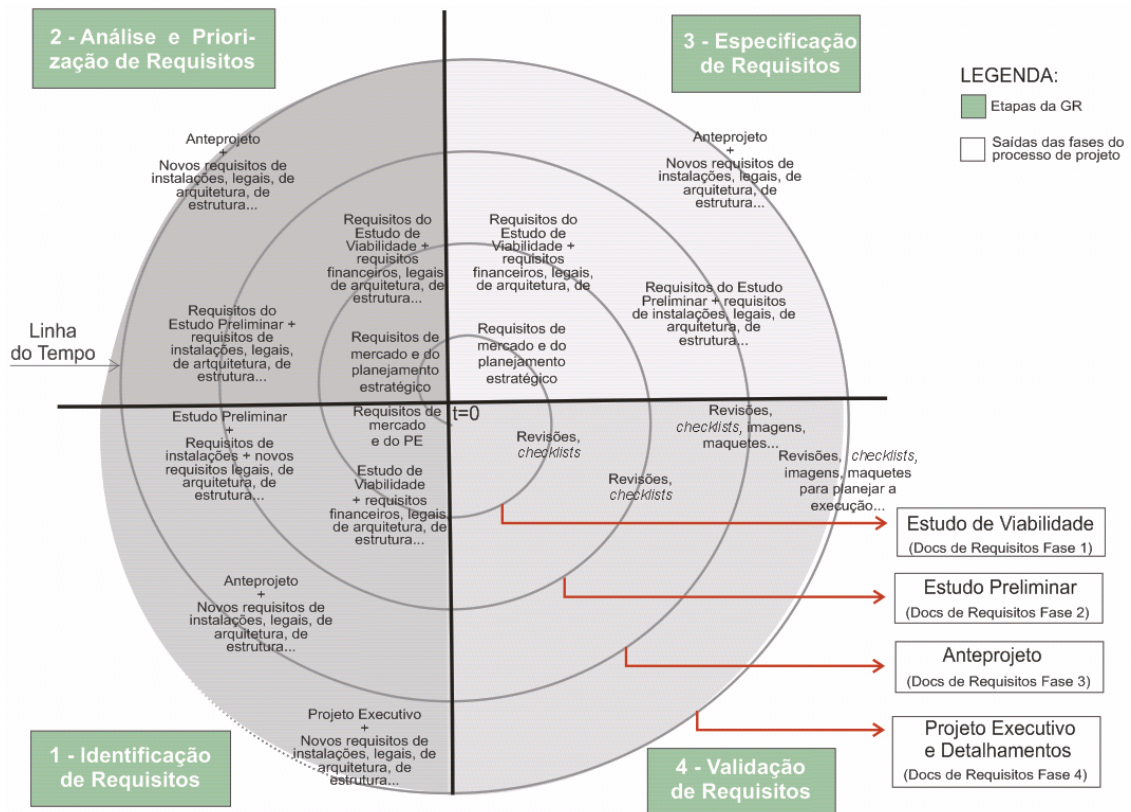 2 - Análise e Priori-
zação de Requisitos
3 - Especificação
de Requisitos
LEGENDA:
Etapas da GR
Saídas das fases do
processo de projeto
Anteprojeto
+
Novos requisitos de
instalações, legais, de
arquitetura, de
estrutura...
Requisitos do
Estudo de
Viabilidade +
requisitos
financeiros, legais
de arquitetura, de
estrutura...
Requisitos do
Estudo Preliminar +
requisitos de
instalações, legais,
de artquitetura, de
estrutura...
Requisitos de
mercado e do
planejamento
estratégico
Linha
do Tempo
Anteprojeto
+
Novos requisitos de
instalações, legais, de
arquitetura, de
estrutura...
Requisitos do
Estudo de
Viabilidade +
requisitos
financeiros, legais,
de arquitetura, de
Requisitos do Estudo
Preliminar + requisitos
de instalações, legais, de
arquitetura, de
estrutura...
Requisitos de
mercado e do
planejamento
estratégico
t=0
Estudo Preliminar
+
Requisitos de
instalações + novos
requisitos legais, de
arquitetura, de
estrutura...
Requisitos de
mercado
e do PE
Estudo de
Viabilidade
+ requisitos
financeiros, legais,
de arquitetura, de
estrutura...
Anteprojeto
+
Novos requisitos de
instalações, legais, de
arquitetura, de
estrutura...
Projeto Executivo
+
Novos requisitos de
instalações, legais, de
arquitetura, de
estrutura...
1 - Identificação
de Requisitos
Revisões,
checklists
Revisões,
checklists
Revisões,
checklists, imagens,
maquetes...
Revisões, checklists,
imagens, maquetes
para planejar a
execução...
Estudo de Viabilidade
(Docs de Requisitos Fase 1)
Estudo Preliminar
(Docs de Requisitos Fase 2)
Anteprojeto
(Docs de Requisitos Fase 3)
Projeto Executivo
e Detalhamentos
(Docs de Requisitos Fase 4)
4 - Validação
de Requisitos